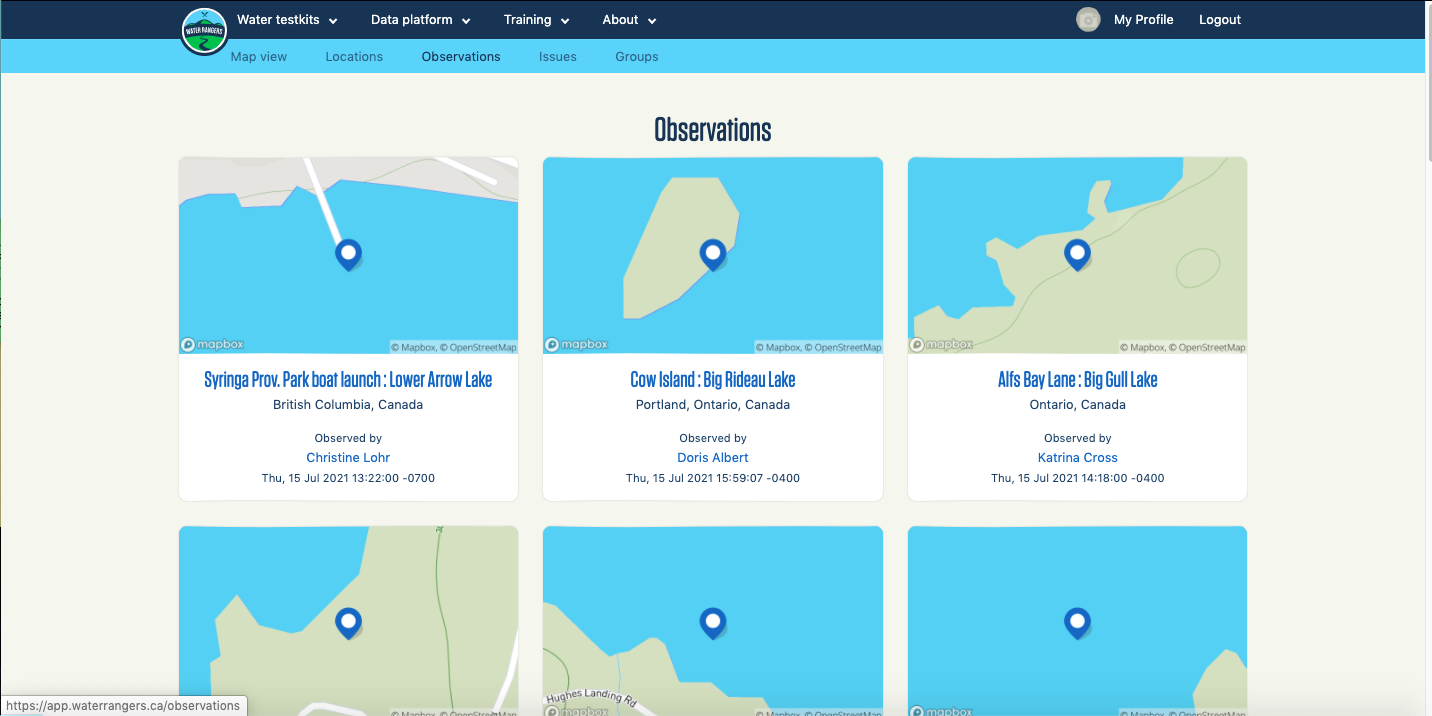 Water testkits Data platform Training About My Profile Logout
WATER RANGERS
Map view Locations Observations Issues Groups
Observations
mapbox © Mapbox, © OpenStreetMap
mapbox © Mapbox, © OpenStreetMap
mapbox © Mapbox, © OpenStreetMap
Syringa Prov. Park boat launch : Lower Arrow Lake
British Columbia, Canada
Observed by
Christine Lohr
Thu, 15 Jul 2021 13:22:00 -0700
Cow Island : Big Rideau Lake
Portland, Ontario, Canada
Observed by
Doris Albert
Thu, 15 Jul 2021 15:59:07 -0400
Alfs Bay Lane : Big Gull Lake
Ontario, Canada
Observed by
Katrina Cross
Thu, 15 Jul 2021 14:18:00 -0400
Hughes Landing Rd
https://app.waterrangers.ca/observations
© Mapbox, © OpenStreetMap
mapbox © Mapbox, © OpenStreetMap
mapbox © Mapbox, © OpenStreetMap